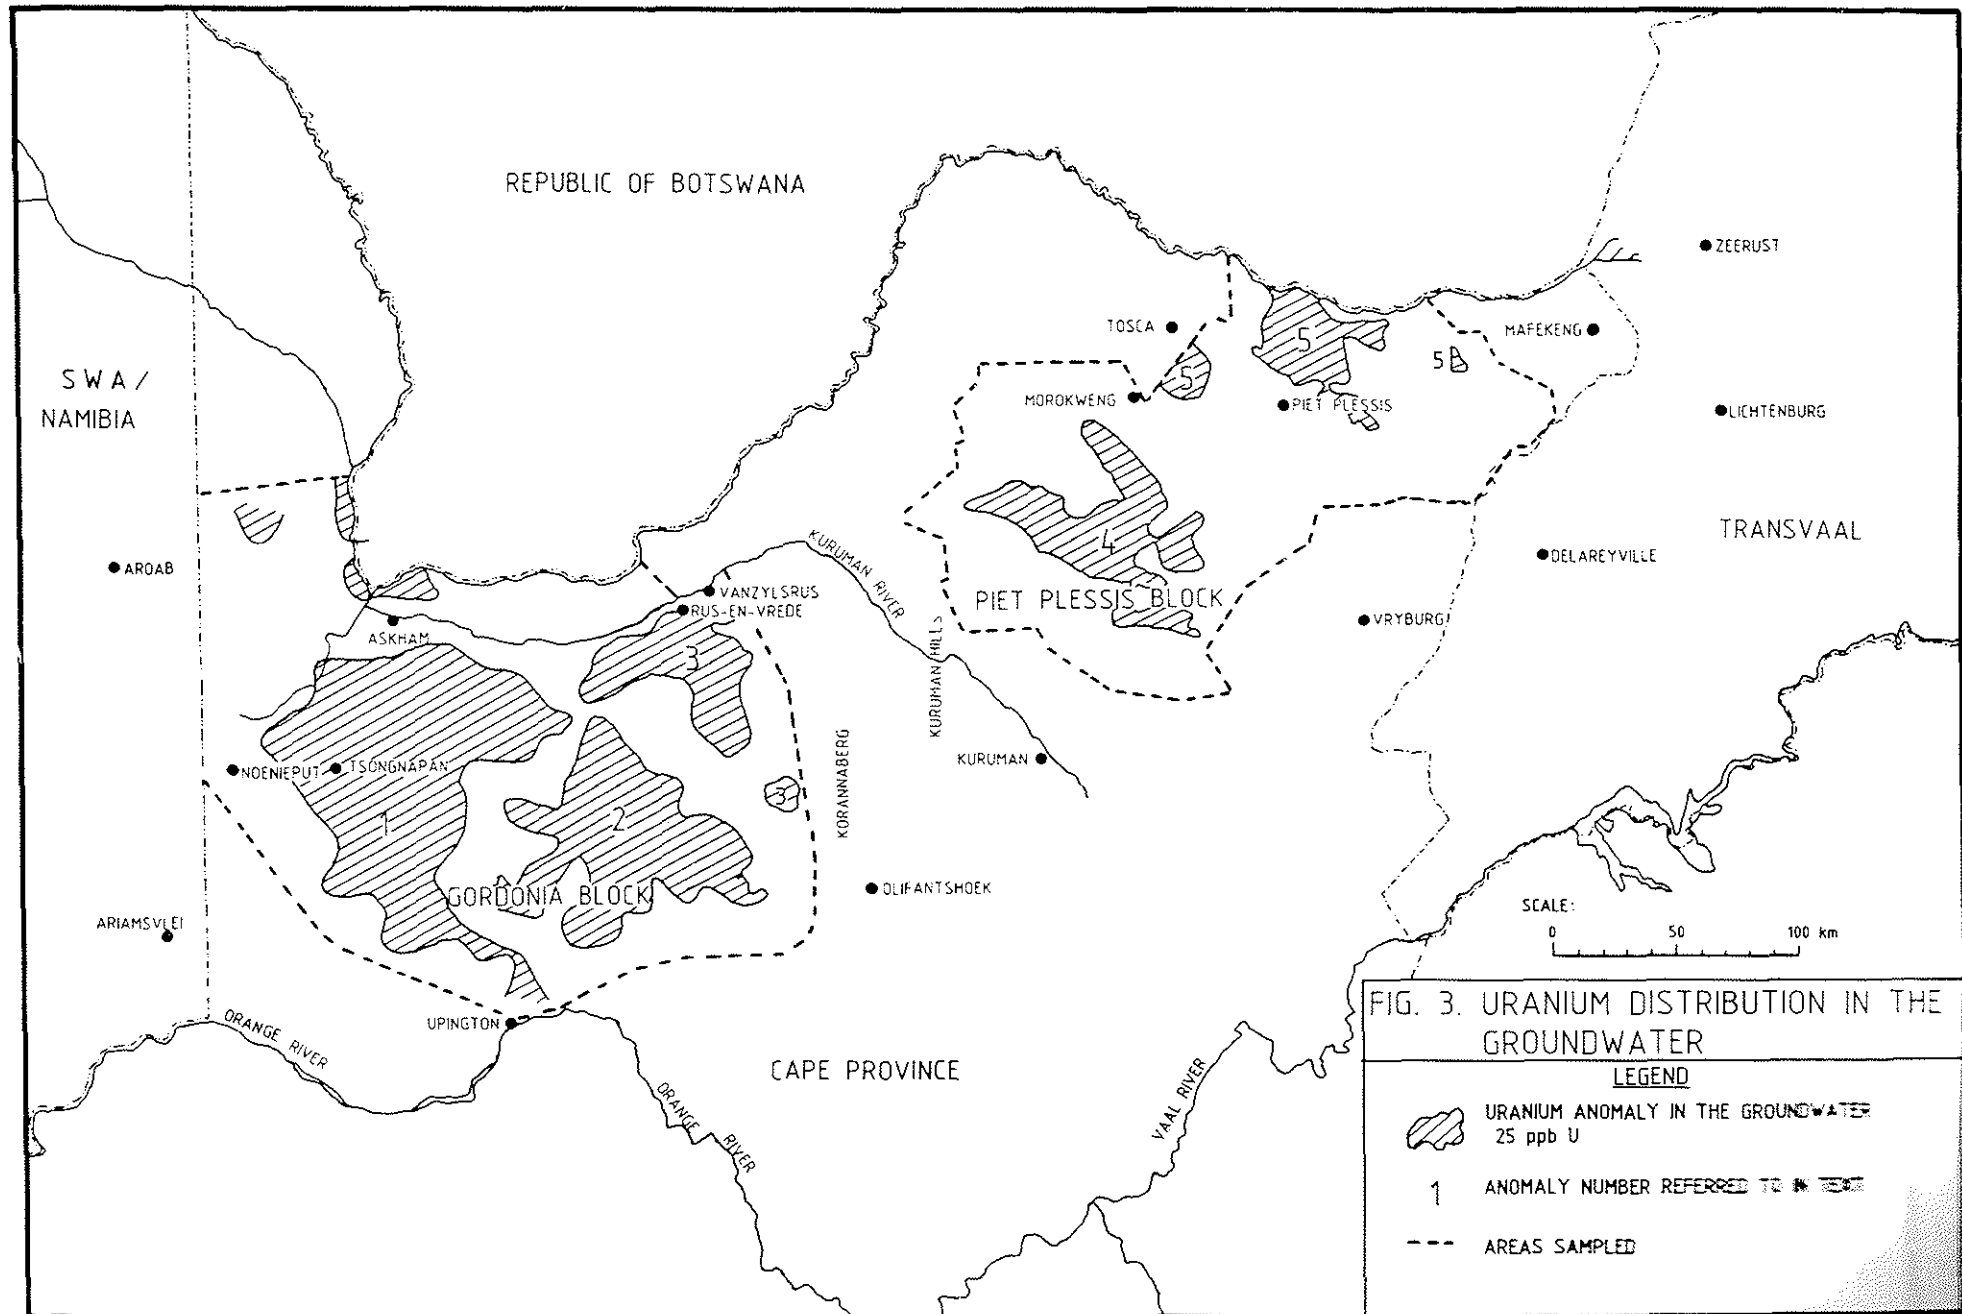 REPUBLIC OF BOTSWANA
ZEERUST
TOSCA
MAFEKENG
5
5
5
SWA/
NAMIBIA
MOROKWENG
PIET PLESSIS
LICHTENBURG
TRANSVAAL
4
KURUMAN RIVER
DELAREYVILLE
AROAB
VANZYLSRUS
RUS-EN-VREDE
PIET PLESSIS BLOCK
VRYBURG
ASKHAM
3
KURUMAN HILLS
KORANNABERG
NOENIEPUT
TSONGNAPAN
KURUMAN
3
1
2
GORDONIA BLOCK
OLIFANTSHOEK
ARIAMSVLEI
SCALE:
0 50 100 km
UPINGTON
ORANGE RIVER
CAPE PROVINCE
ORANGE RIVER
VAAL RIVER
FIG. 3. URANIUM DISTRIBUTION IN THE
GROUNDWATER
LEGEND
URANIUM ANOMALY IN THE GROUNDWATER
25 ppb U
1 ANOMALY NUMBER REFERRED TO IN TEXT
AREAS SAMPLED